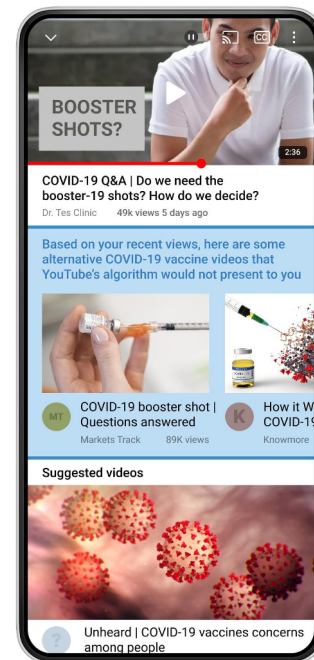 CC
BOOSTER
SHOTS?
2:36
COVID-19 Q&A | Do we need the
booster-19 shots? How do we decide?
Dr. Tes Clinic 49k views 5 days ago
Based on your recent views, here are some
alternative COVID-19 vaccine videos that
YouTube's algorithm would not present to you
MT
COVID-19 booster shot |
Questions answered
Markets Track 89K views
K
How it W
COVID-19
Knowmore
Suggested videos
?
Unheard | COVID-19 vaccines concerns
among people